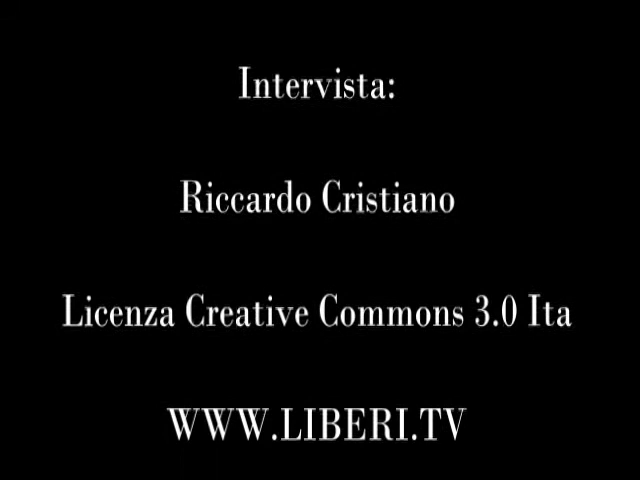 Intervista:
Riccardo Cristiano
Licenza Creative Commons 3.0 Ita
WWW.LIBERI.TV